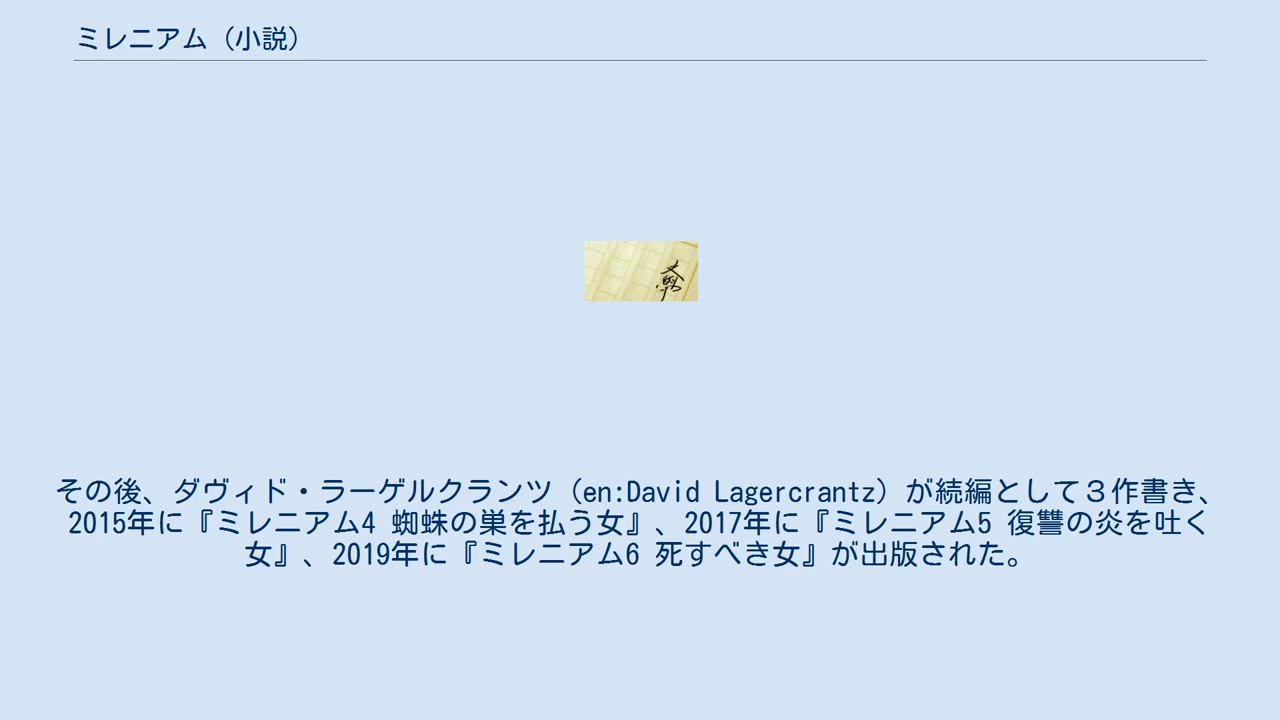 ミレニアム（小説）
その後、ダヴィド・ラーゲルクランツ（en:David Lagercrantz）が続編として３作書き、
2015年に『ミレニアム4 蜘蛛の巣を払う女』、2017年に『ミレニアム5 復讐の炎を吐く
女』、2019年に『ミレニアム6 死すべき女』が出版された。